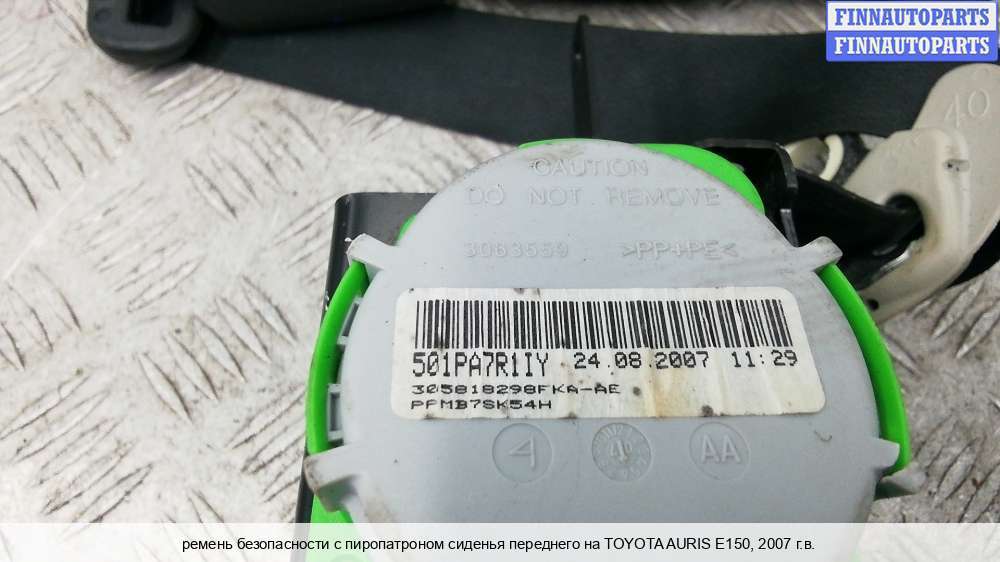 FINNAUTOPARTS
FINNAUTOPARTS
40
CAUTION
DO NOT REMOVE
3063559 >PP+PE<
501PA7R1IY 24.08.2007 11:29
305818298FKA-AE
PFMB7SK54H
4 AA
ремень безопасности с пиропатроном сиденья переднего на TOYOTA AURIS E150, 2007 г.в.